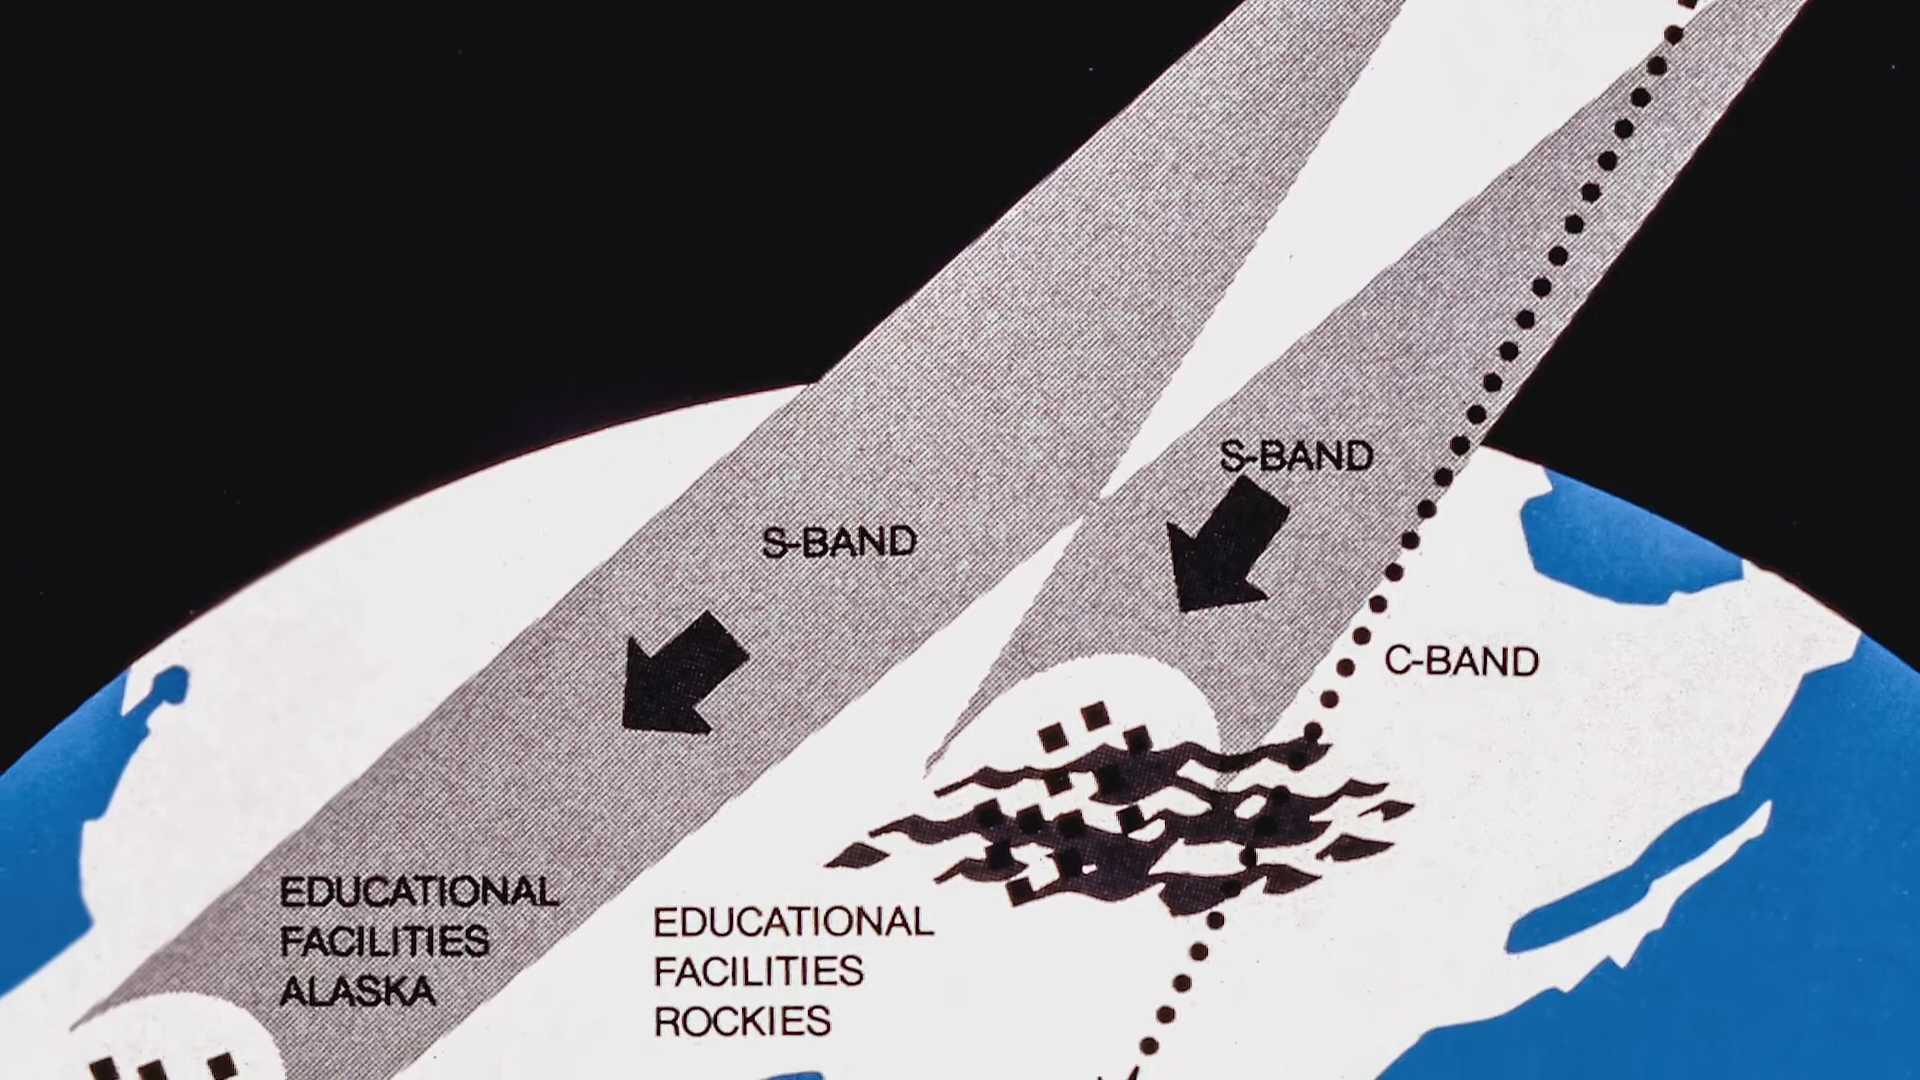 S-BAND
S-BAND
C-BAND
EDUCATIONAL
FACILITIES
ALASKA
EDUCATIONAL
FACILITIES
ROCKIES